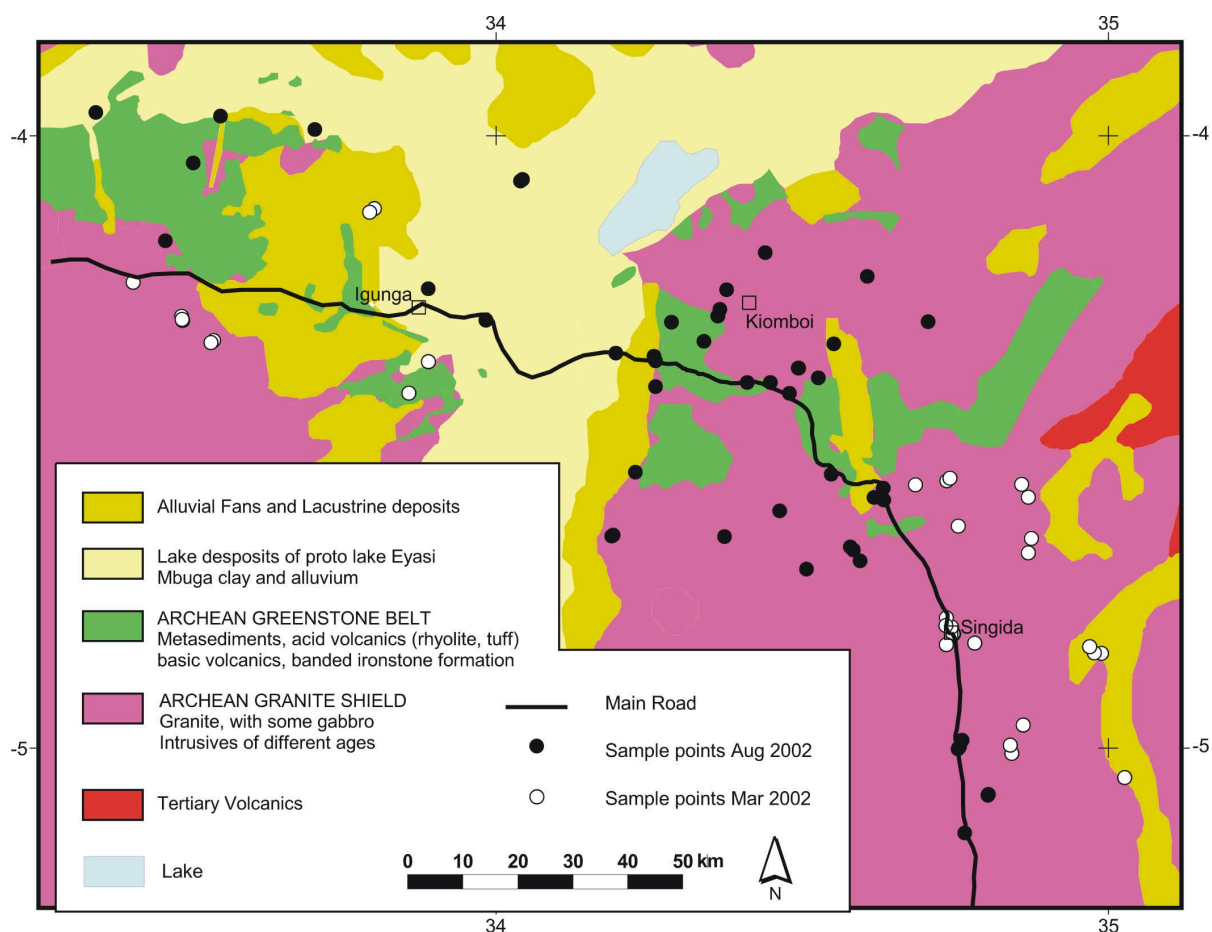 34 35
-4 -4
Igunga
Kiomboi
Alluvial Fans and Lacustrine deposits
Lake desposits of proto lake Eyasi
Mbuga clay and alluvium
ARCHEAN GREENSTONE BELT
Metasediments, acid volcanics (rhyolite, tuff)
basic volcanics, banded ironstone formation
Singida
ARCHEAN GRANITE SHIELD
Granite, with some gabbro
Intrusives of different ages
Main Road
Sample points Aug 2002
-5 -5
Tertiary Volcanics
Sample points Mar 2002
Lake
0 10 20 30 40 50 km
N
34 35